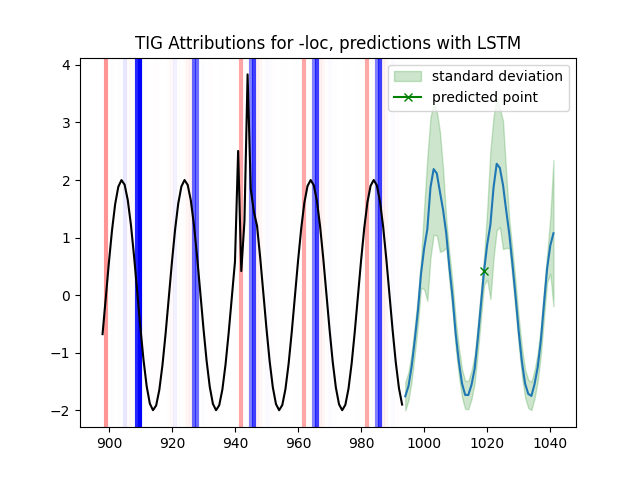 TIG Attributions for -loc, predictions with LSTM
standard deviation
predicted point
4
3
2
1
0
−1
−2
900 920 940 960 980 1000 1020 1040